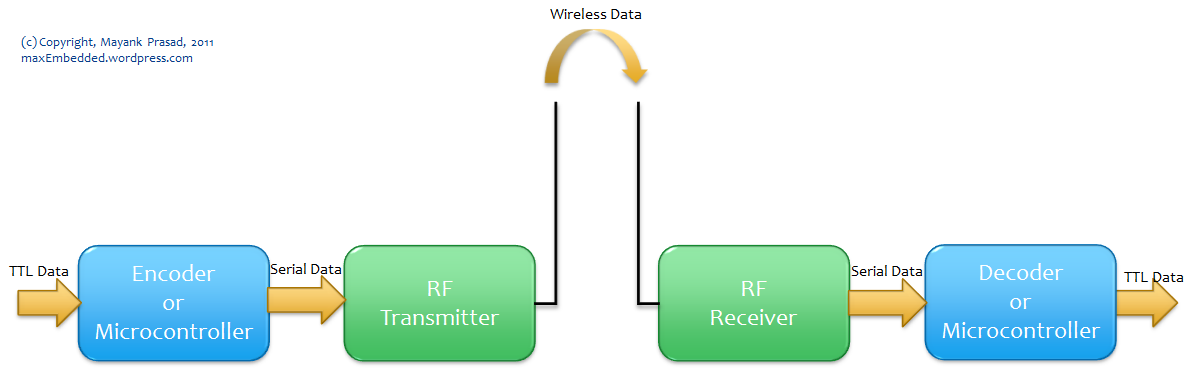 Wireless Data
(c) Copyright, Mayank Prasad, 2011
maxEmbedded.wordpress.com
TTL Data
Encoder
or
Microcontroller
Serial Data
RF
Transmitter
RF
Receiver
Serial Data
Decoder
or
Microcontroller
TTL Data